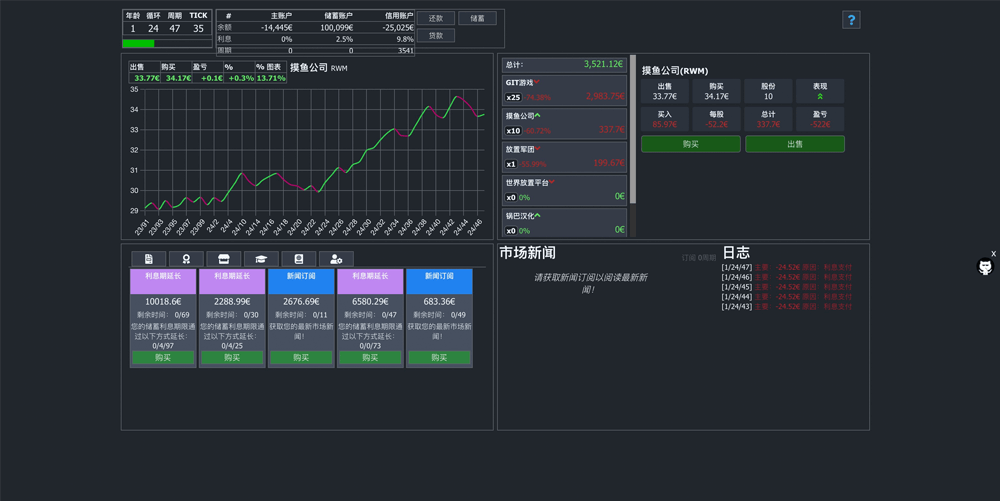 年龄 循环 周期 TICK
1 24 47 35
# 主账户 储蓄账户 信用账户
余额 -14,445€ 100,099€ -25,025€
利息 0% 2.5% 9.8%
周期 0 0 3541
还款 储蓄
贷款
?
出售 购买 盈亏 % % 图表 摸鱼公司 RWM
33.77€ 34.17€ +0.1€ +0.3% 13.71%
35
34
33
32
31
30
29
23/91 23/93 23/95 23/97 23/99 24/2 24/4 24/10 24/14 24/16 24/18 24/20 24/22 24/24 24/26 24/28 24/30 24/32 24/34 24/36 24/38 24/40 24/42 24/44 24/46
总计: 3,521.12€
GIT游戏
x25 2,983.75€
摸鱼公司
x10 337.7€
放置军团
x1 199.67€
世界放置平台
x0 0% 0€
锅巴汉化
x0 0% 0€
摸鱼公司(RWM)
出售 购买 股份 表现
33.77€ 34.17€ 10
买入 每股 总计 盈亏
85.97€ -52.2€ 337.7€ -522€
购买 出售
利息期延长 利息期延长 新闻订阅 利息期延长 新闻订阅
10018.6€ 2288.99€ 2676.69€ 6580.29€ 683.36€
剩余时间: 0/69 剩余时间: 0/30 剩余时间: 0/11 剩余时间: 0/47 剩余时间: 0/49
您的储蓄利息期限通过以下方式延长: 0/4/97
您的储蓄利息期限通过以下方式延长: 0/4/25
获取您的最新市场新闻!
您的储蓄利息期限通过以下方式延长: 0/0/73
获取您的最新市场新闻!
购买 购买 购买 购买 购买
市场新闻 订阅 0周期
请获取新闻订阅以阅读最新新
闻!
日志
[1/24/47] 主要 -24.52€ 原因 利息支付
[1/24/46] 主要 -24.52€ 原因 利息支付
[1/24/45] 主要 -24.52€ 原因 利息支付
[1/24/44] 主要 -24.52€ 原因 利息支付
[1/24/43] 主要 -24.52€ 原因 利息支付
X